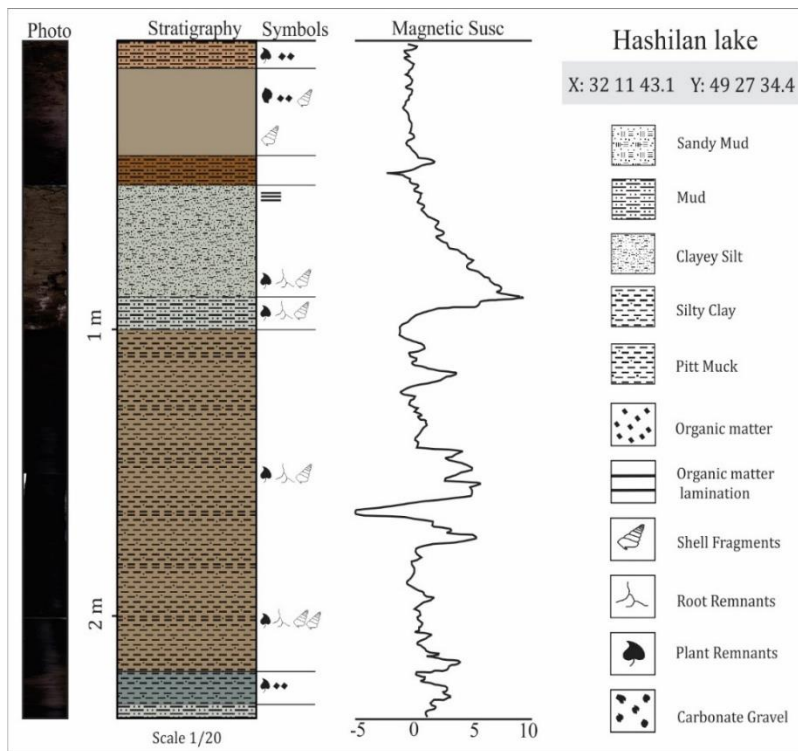 Photo Stratigraphy Symbols Magnetic Susc
Hashilan lake
X: 32 11 43.1 Y: 49 27 34.4
Sandy Mud
Mud
Clayey Silt
Silty Clay
Pitt Muck
Organic matter
Organic matter
lamination
Shell Fragments
Root Remnants
Plant Remnants
Carbonate Gravel
1 m
2 m
Scale 1/20
-5 0 5 10